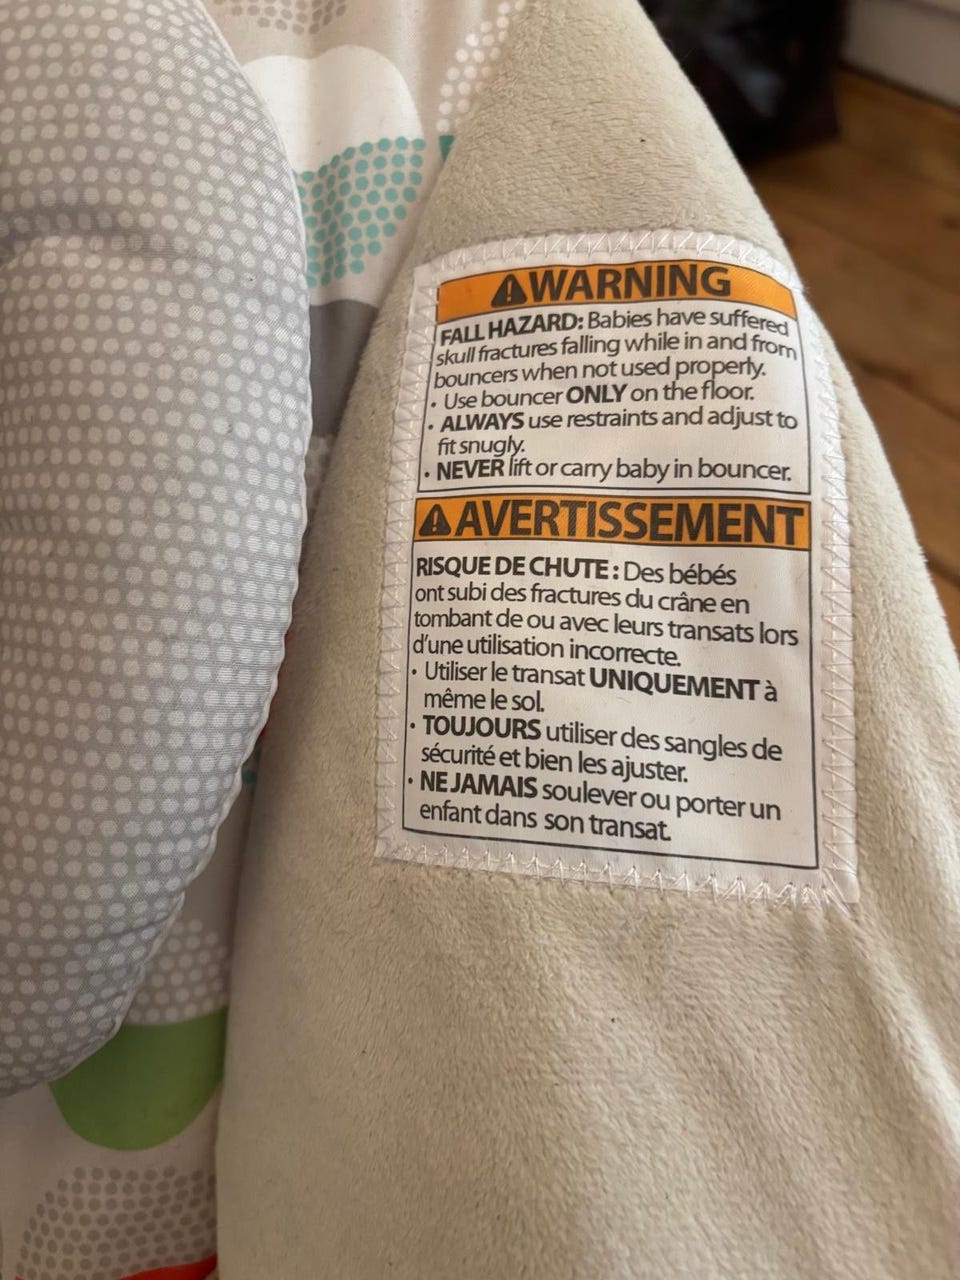 WARNING
FALL HAZARD: Babies have suffered
skull fractures falling while in and from
bouncers when not used properly.
• Use bouncer ONLY on the floor.
• ALWAYS use restraints and adjust to
fit snugly.
• NEVER lift or carry baby in bouncer.
AVERTISSEMENT
RISQUE DE CHUTE : Des bébés
ont subi des fractures du crâne en
tombant de ou avec leurs transats lors
d'une utilisation incorrecte.
• Utiliser le transat UNIQUEMENT à
même le sol.
• TOUJOURS utiliser des sangles de
sécurité et bien les ajuster.
• NE JAMAIS soulever ou porter un
enfant dans son transat.